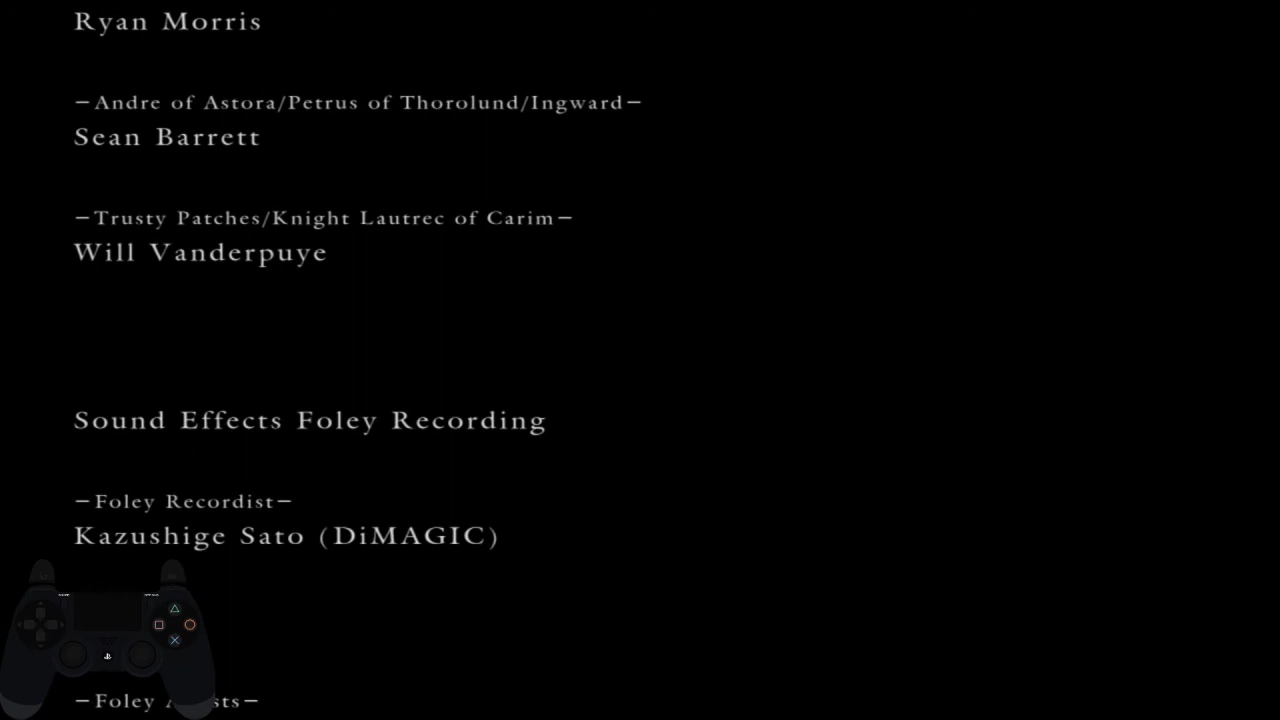 Ryan Morris
—Andre of Astora/Petrus of Thorolund/Ingward—
Sean Barrett
—Trusty Patches/Knight Lautrec of Carim—
Will Vanderpuye
Sound Effects Foley Recording
—Foley Recordist—
Kazushige Sato (DiMAGIC)
—Foley